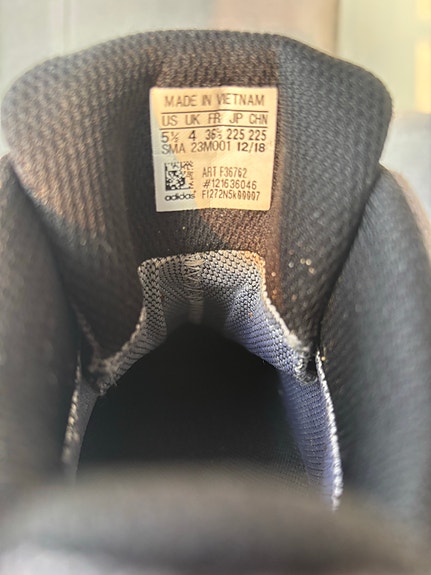 MADE IN VIETNAM
US UK FR JP CHN
5½ 4 36⅔ 225 225
SMA 23M001 12/18
ART F36762
#121636046
adidas FI272N5k00007